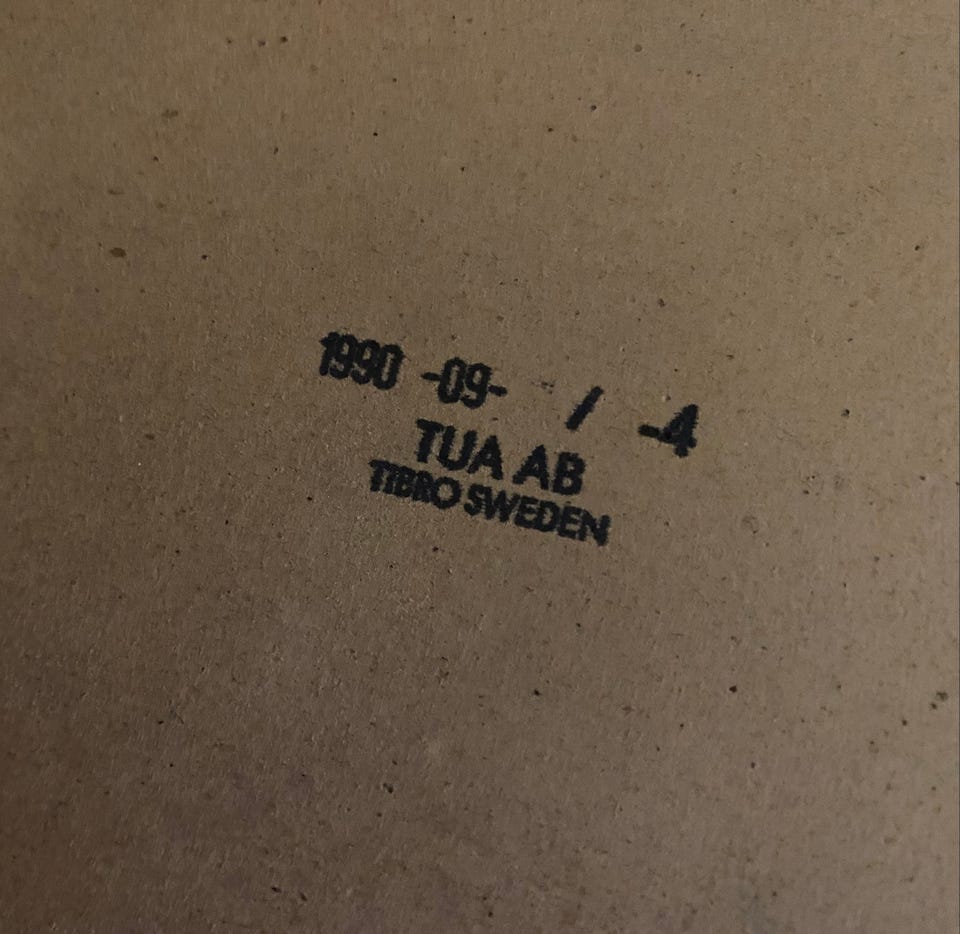 1990 -09- / -4
TUA AB
TIBRO SWEDEN